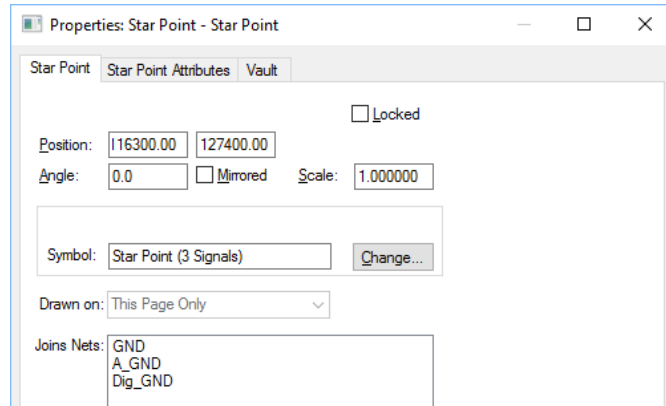 Properties: Star Point - Star Point
Star Point Star Point Attributes Vault
Locked
Position: 116300.00 127400.00
Angle: 0.0 Mirrored Scale: 1.000000
Symbol: Star Point (3 Signals) Change...
Drawn on: This Page Only
Joins Nets: GND
A_GND
Dig_GND